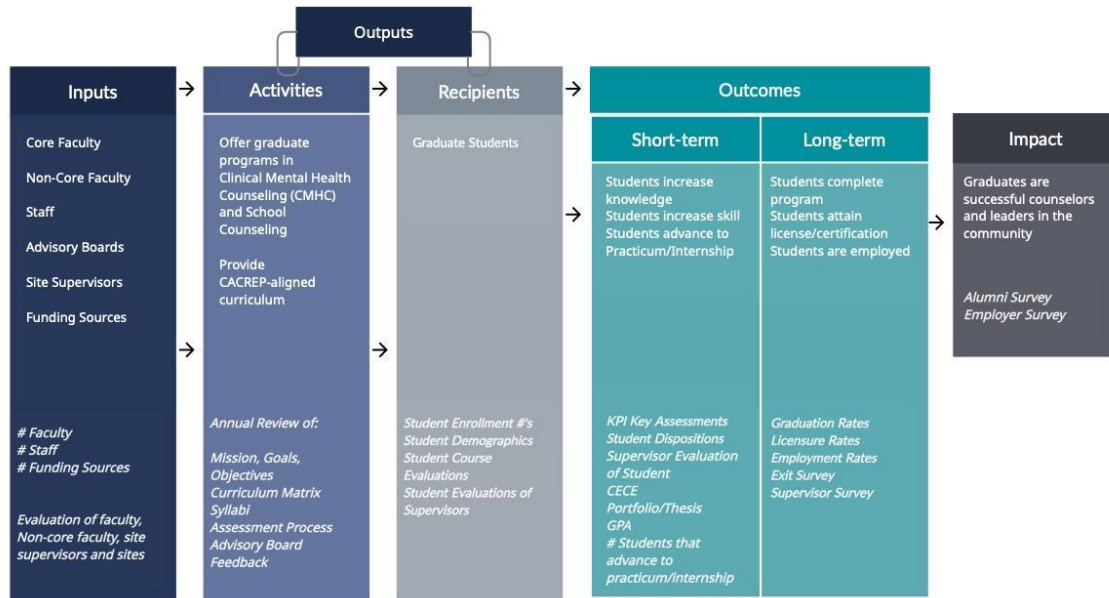 Outputs
Inputs
Core Faculty
Non-Core Faculty
Staff
Advisory Boards
Site Supervisors
Funding Sources
# Faculty
# Staff
# Funding Sources
Evaluation of faculty,
Non-core faculty, site
supervisors and sites
Activities
Offer graduate
programs in
Clinical Mental Health
Counseling (CMHC)
and School
Counseling
Provide
CACREP-aligned
curriculum
Annual Review of:
Mission, Goals,
Objectives
Curriculum Matrix
Syllabi
Assessment Process
Advisory Board
Feedback
Recipients
Graduate Students
Student Enrollment #'s
Student Demographics
Student Course
Evaluations
Student Evaluations of
Supervisors
Outcomes
Short-term
Students increase
knowledge
Students increase skill
Students advance to
Practicum/Internship
KPI Key Assessments
Student Dispositions
Supervisor Evaluation
of Student
CECE
Portfolio/Thesis
GPA
# Students that
advance to
practicum/internship
Long-term
Students complete
program
Students attain
license/certification
Students are employed
Graduation Rates
Licensure Rates
Employment Rates
Exit Survey
Supervisor Survey
Impact
Graduates are
successful counselors
and leaders in the
community
Alumni Survey
Employer Survey